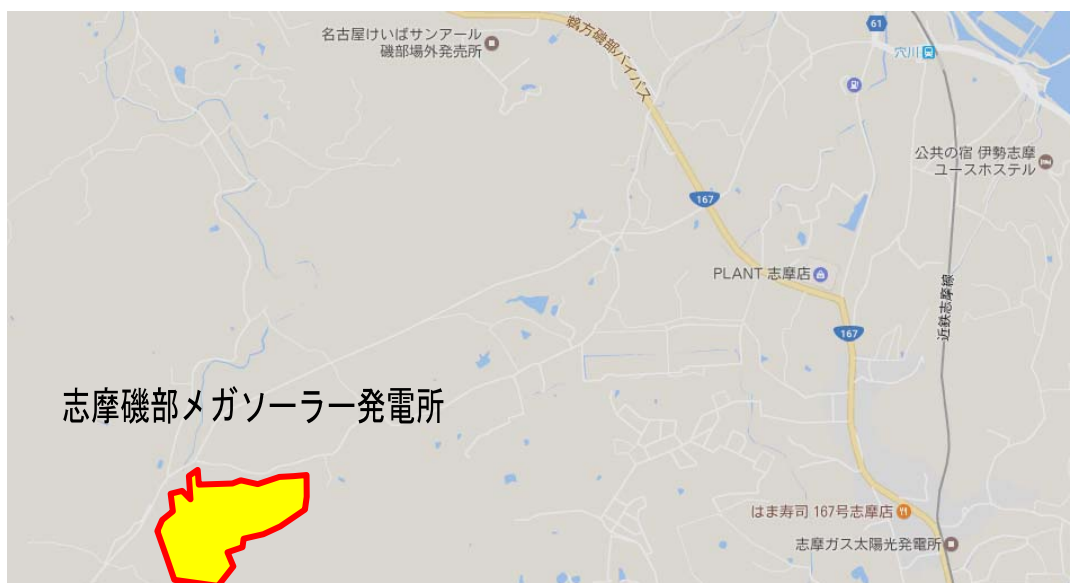 名古屋けいばサンアール
磯部場外発売所
鵜方磯部バイパス
61
穴川
公共の宿 伊勢志摩
ユースホステル
167
PLANT 志摩店
近鉄志摩線
167
志摩磯部メガソーラー発電所
はま寿司 167号志摩店
志摩ガス太陽光発電所